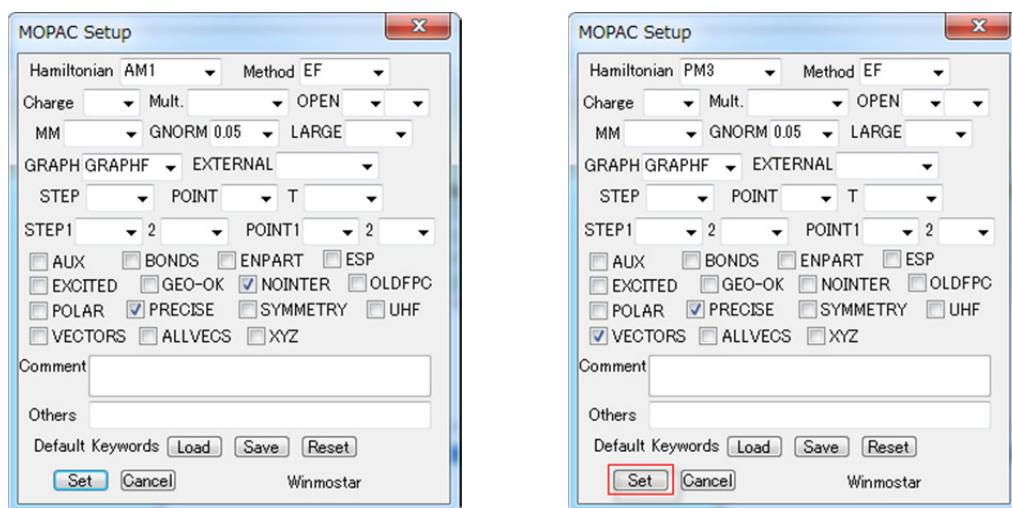 MOPAC Setup
x
Hamiltonian AM1 Method EF
Charge Mult. OPEN
MM GNORM 0.05 LARGE
GRAPH GRAPHF EXTERNAL
STEP POINT T
STEP1 2 POINT1 2
AUX BONDS ENPART ESP
EXCITED GEO-OK NOINTER OLDFPC
POLAR PRECISE SYMMETRY UHF
VECTORS ALLVECS XYZ
Comment
Others
Default Keywords Load Save Reset
Set Cancel Winmostar
MOPAC Setup
x
Hamiltonian PM3 Method EF
Charge Mult. OPEN
MM GNORM 0.05 LARGE
GRAPH GRAPHF EXTERNAL
STEP POINT T
STEP1 2 POINT1 2
AUX BONDS ENPART ESP
EXCITED GEO-OK NOINTER OLDFPC
POLAR PRECISE SYMMETRY UHF
VECTORS ALLVECS XYZ
Comment
Others
Default Keywords Load Save Reset
Set Cancel Winmostar